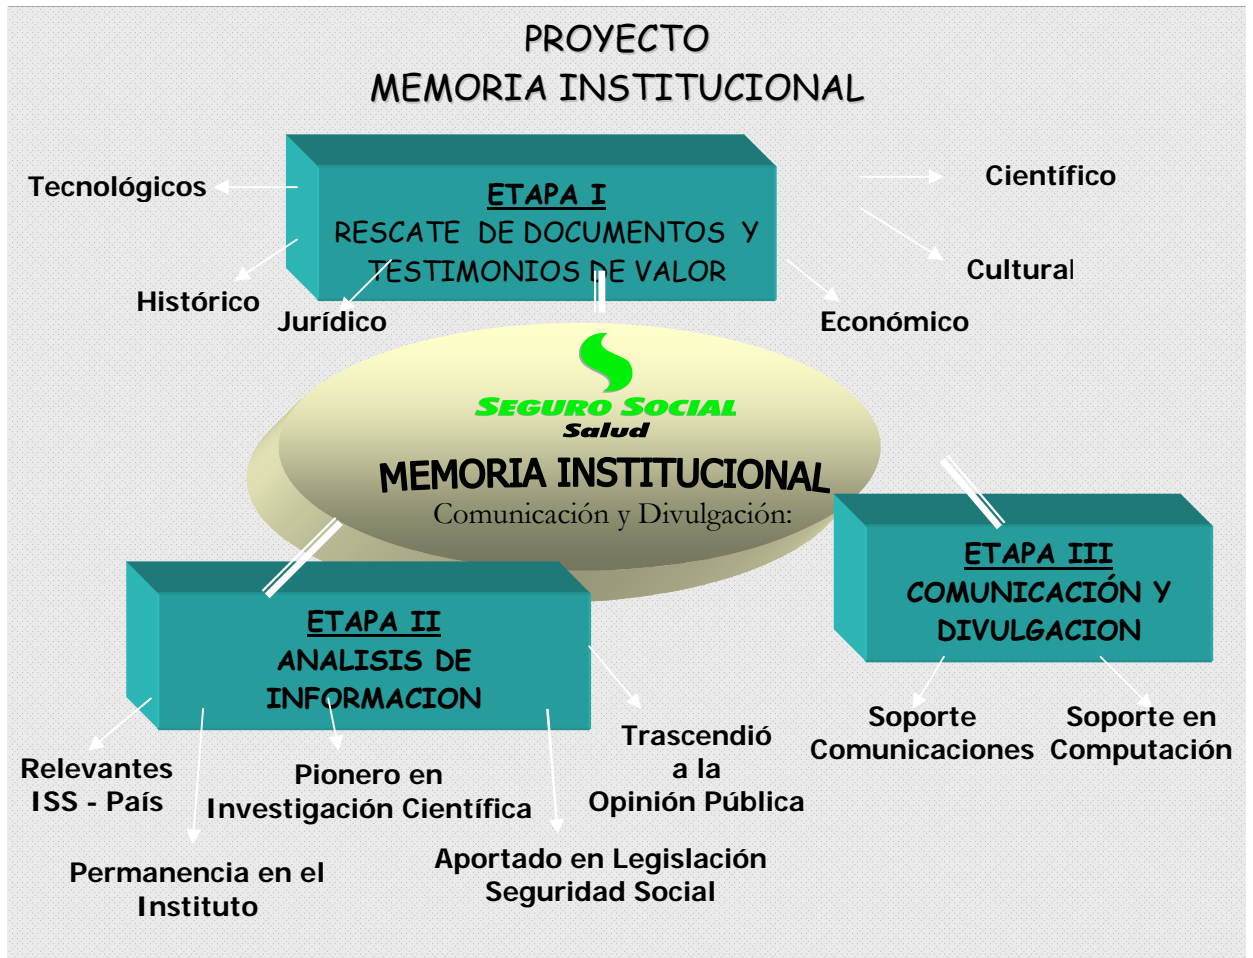 PROYECTO
MEMORIA INSTITUCIONAL
ETAPA I
RESCATE DE DOCUMENTOS Y
TESTIMONIOS DE VALOR
Tecnológicos
Histórico
Jurídico
Científico
Cultural
Económico
SEGURO SOCIAL
Salud
MEMORIA INSTITUCIONAL
Comunicación y Divulgación:
ETAPA II
ANALISIS DE
INFORMACION
Relevantes
ISS - País
Permanencia en el
Instituto
Pionero en
Investigación Científica
Aportado en Legislación
Seguridad Social
Trascendió
a la
Opinión Pública
ETAPA III
COMUNICACIÓN Y
DIVULGACION
Soporte
Comunicaciones
Soporte en
Computación